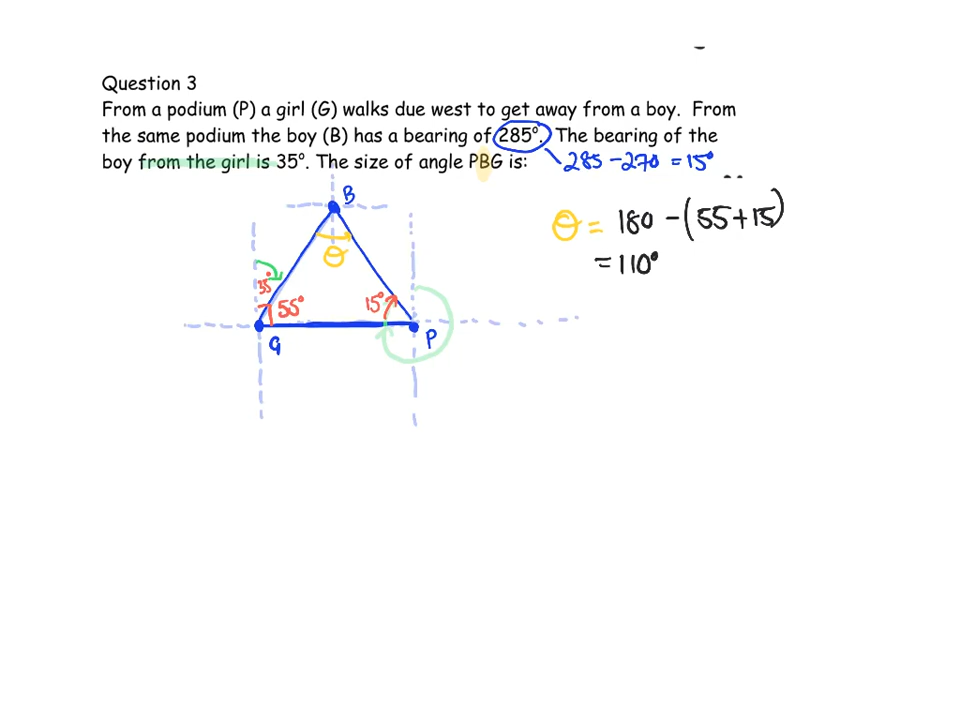 Question 3
From a podium (P) a girl (G) walks due west to get away from a boy. From
the same podium the boy (B) has a bearing of 285°. The bearing of the
boy from the girl is 35°. The size of angle PBG is:
285 - 270 = 15°
B
θ = 180 - (55 + 15)
= 110°
θ
35°
55°
15°
G
P